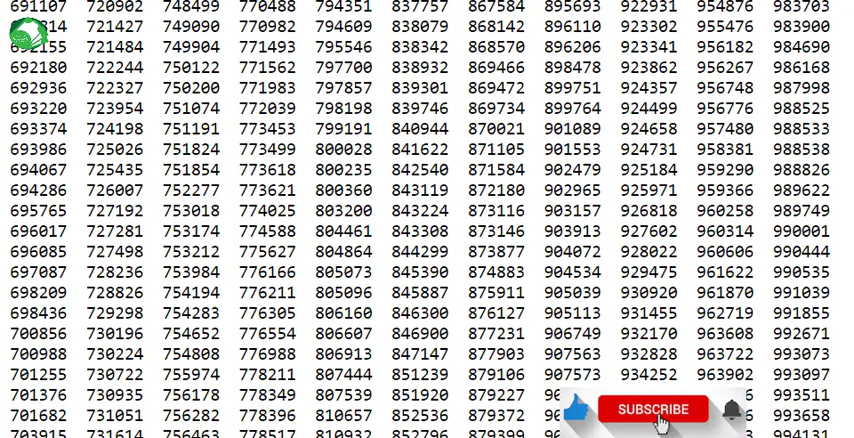 691107 720902 748499 770488 794351 837757 867584 895693 922931 954876 983703
721427 749090 770982 794609 838079 868142 896110 923302 955476 983900
692155 721484 749904 771493 795546 838342 868570 896206 923341 956182 984690
692180 722244 750122 771562 797700 838932 869466 898478 923862 956267 986168
692936 722327 750200 771983 797857 839301 869472 899751 924357 956748 987998
693220 723954 751074 772039 798198 839746 869734 899764 924499 956776 988525
693374 724198 751191 773453 799191 840944 870021 901089 924658 957480 988533
693986 725026 751824 773499 800028 841622 871105 901553 924731 958381 988538
694067 725435 751854 773618 800235 842540 871584 902479 925184 959290 988826
694286 726007 752277 773621 800360 843119 872180 902965 925971 959366 989622
695765 727192 753018 774025 803200 843224 873116 903157 926818 960258 989749
696017 727281 753174 774588 804461 843308 873146 903913 927602 960314 990001
696085 727498 753212 775627 804864 844299 873877 904072 928022 960606 990444
697087 728236 753984 776166 805073 845390 874883 904534 929475 961622 990535
698209 728826 754194 776211 805096 845887 875911 905039 930920 961870 991039
698436 729298 754283 776305 806160 846300 876127 905113 931455 962719 991855
700856 730196 754652 776554 806607 846900 877231 906749 932170 963608 992671
700988 730224 754808 776988 806913 847147 877903 907563 932828 963722 993073
701255 730722 755974 778211 807444 851239 879106 907573 934252 963902 993097
701376 730935 756178 778349 807539 851920 879227 993511
701682 731051 756282 778396 810657 852536 879372 993658
703915 731614 756463 778517 810932 852796 879399 994131
SUBSCRIBE